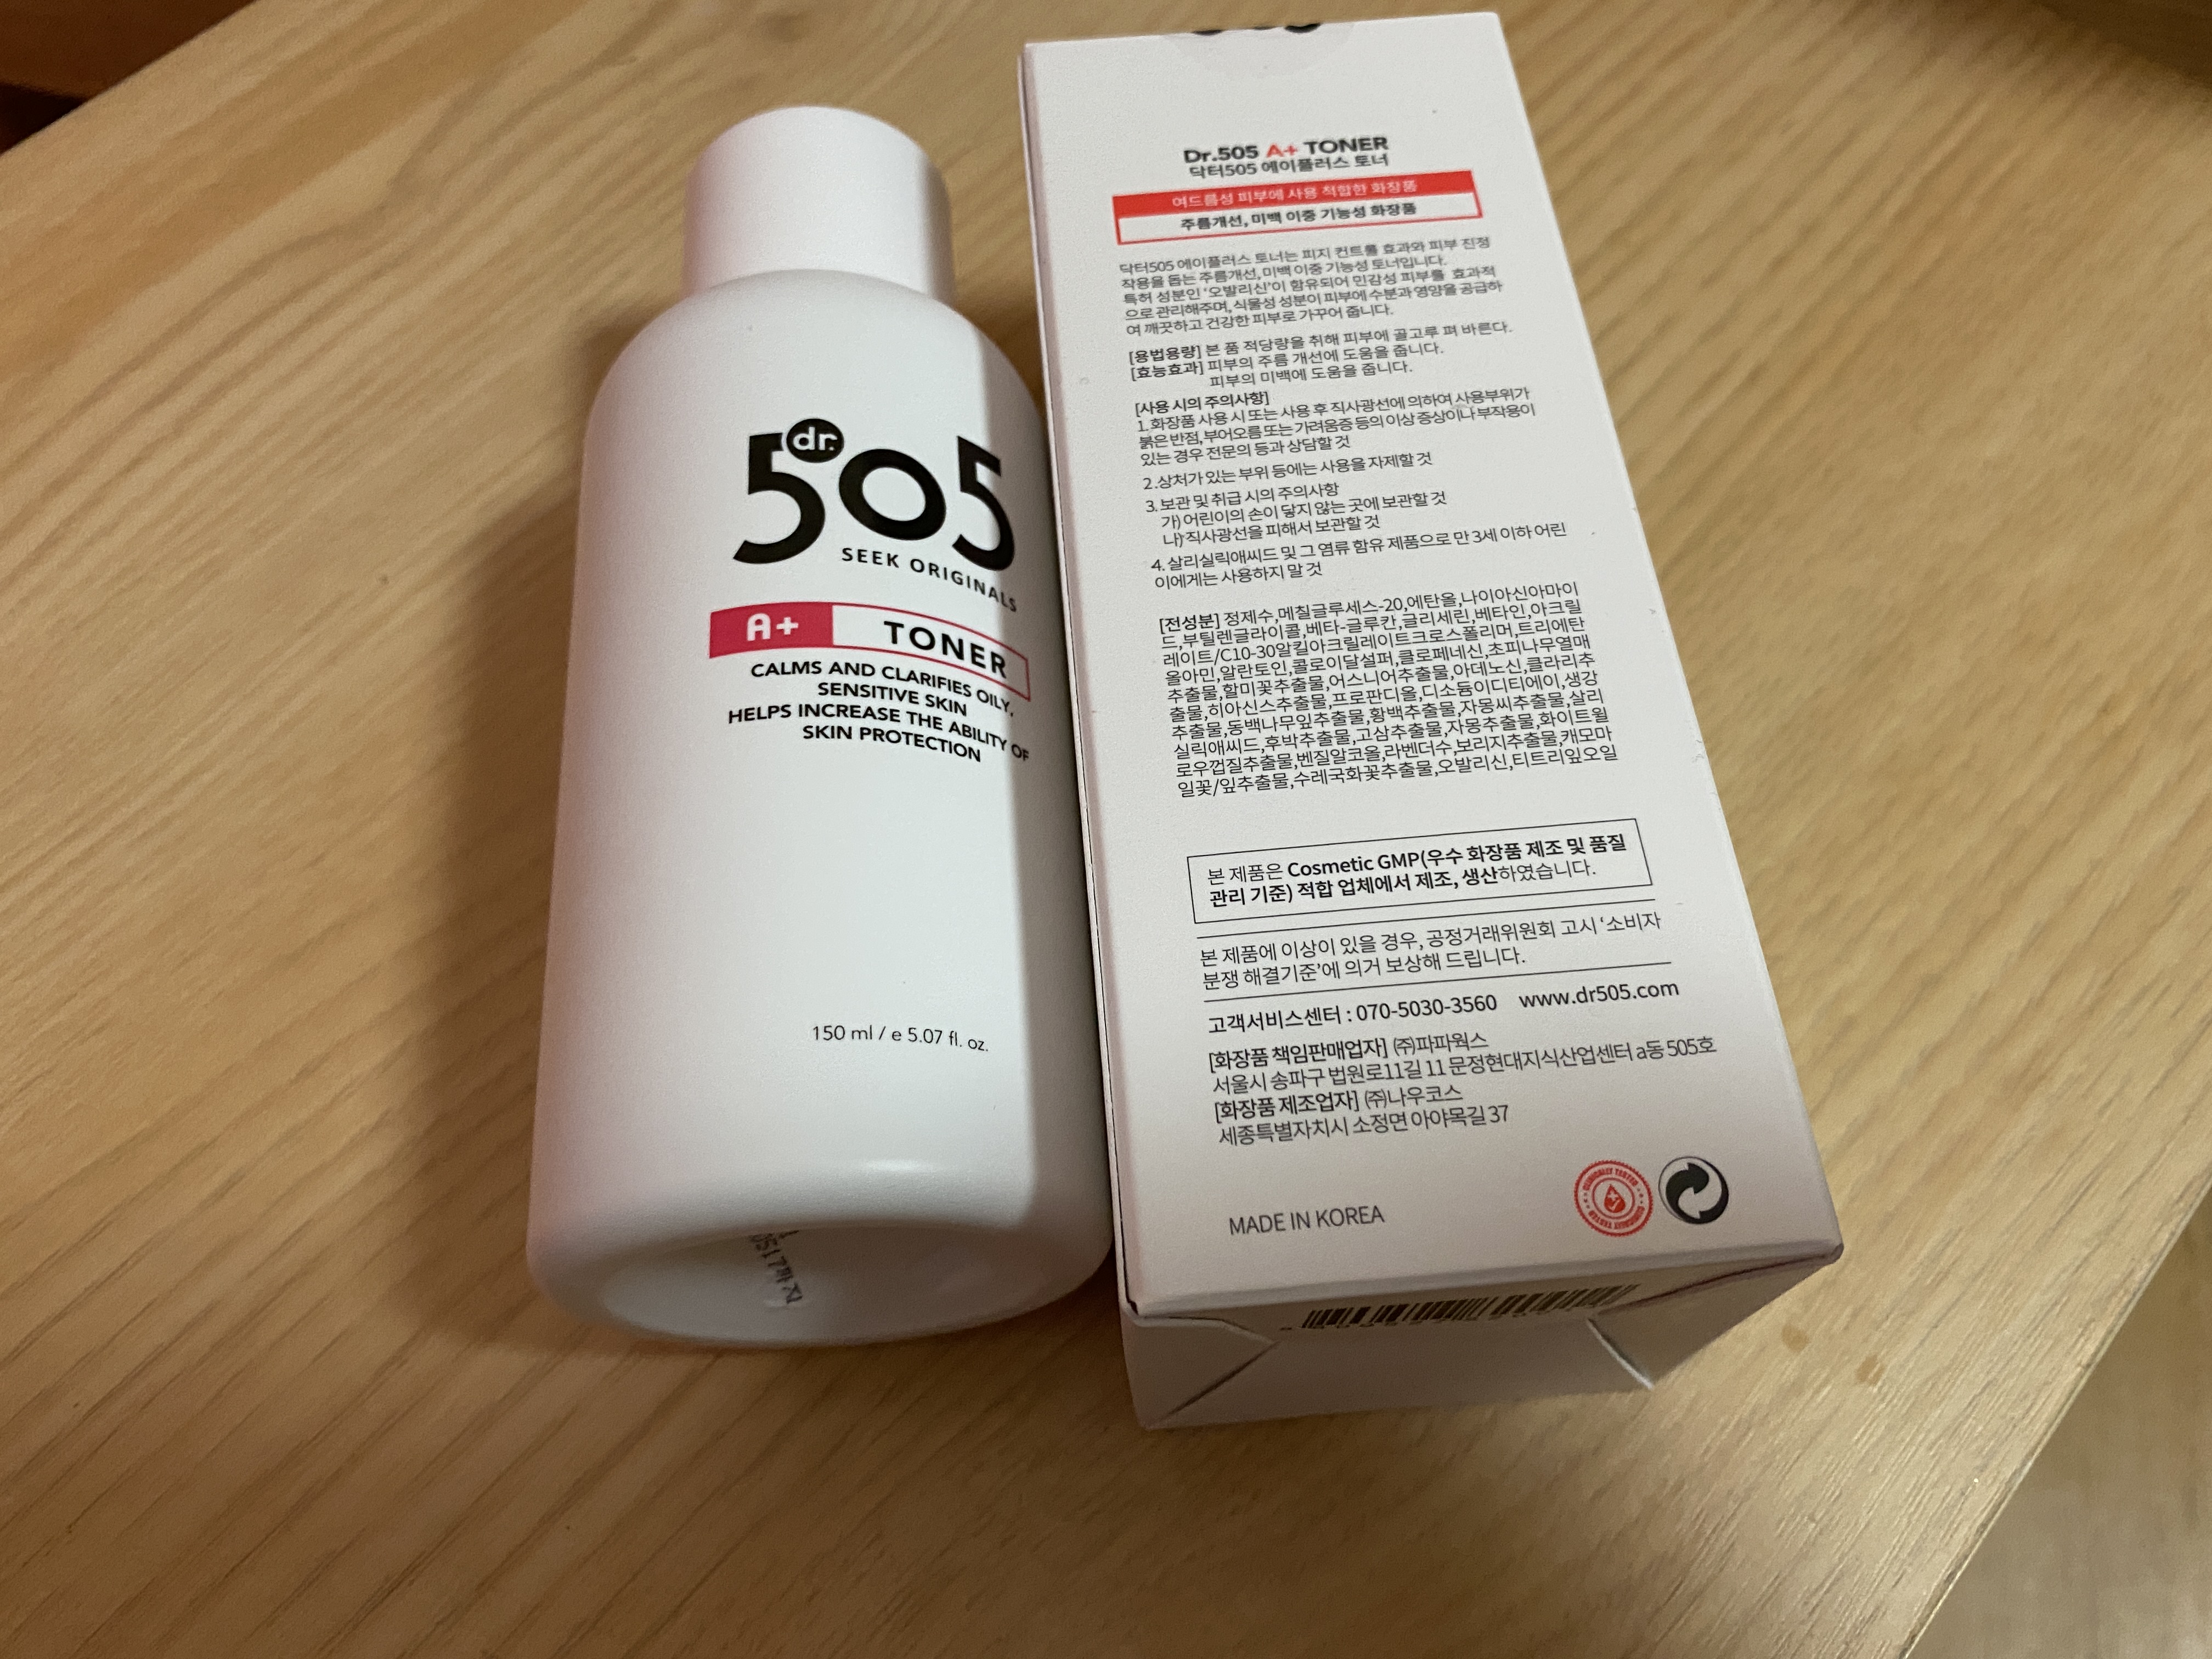 dr.
505
SEEK ORIGINALS
A+ TONER
CALMS AND CLARIFIES OILY,
SENSITIVE SKIN
HELPS INCREASE THE ABILITY OF
SKIN PROTECTION
150 ml / e 5.07 fl. oz.
0517까지
Dr.505 A+ TONER
닥터505 에이플러스 토너
여드름성 피부에 사용 적합한 화장품
주름개선, 미백 이중 기능성 화장품
닥터505 에이플러스 토너는 피지 컨트롤 효과와 피부 진정
작용을 돕는 주름개선, 미백 이중 기능성 토너입니다.
특허 성분인 '오발리신'이 함유되어 민감성 피부를 효과적
으로 관리해주며, 식물성 성분이 피부에 수분과 영양을 공급하
여 깨끗하고 건강한 피부로 가꾸어 줍니다.
[용법용량] 본 품 적당량을 취해 피부에 골고루 펴 바른다.
[효능효과] 피부의 주름 개선에 도움을 줍니다.
피부의 미백에 도움을 줍니다.
[사용 시의 주의사항]
1. 화장품 사용 시 또는 사용 후 직사광선에 의하여 사용부위가
붉은 반점, 부어오름 또는 가려움증 등의 이상 증상이나 부작용이
있는 경우 전문의 등과 상담할 것
2. 상처가 있는 부위 등에는 사용을 자제할 것
3. 보관 및 취급 시의 주의사항
가) 어린이의 손이 닿지 않는 곳에 보관할 것
나) 직사광선을 피해서 보관할 것
4. 살리실릭애씨드 및 그 염류 함유 제품으로 만 3세 이하 어린
이에게는 사용하지 말 것
[전성분] 정제수,메칠글루세스-20,에탄올,나이아신아마이
드,부틸렌글라이콜,베타-글루칸,글리세린,베타인,아크릴
레이트/C10-30알킬아크릴레이트크로스폴리머,트리에탄
올아민,알란토인,콜로이달설퍼,클로페네신,초피나무열매
추출물,할미꽃추출물,어스니어추출물,아데노신,클라리추
출물,히아신스추출물,프로판디올,디소듐이디티에이,생강
추출물,동백나무잎추출물,황백추출물,자몽씨추출물,살리
실릭애씨드,후박추출물,고삼추출물,자몽추출물,화이트윌
로우껍질추출물,벤질알코올,라벤더수,보리지추출물,캐모마
일꽃/잎추출물,수레국화꽃추출물,오발리신,티트리잎오일
본 제품은 Cosmetic GMP(우수 화장품 제조 및 품질
관리 기준) 적합 업체에서 제조, 생산하였습니다.
본 제품에 이상이 있을 경우, 공정거래위원회 고시 '소비자
분쟁 해결기준'에 의거 보상해 드립니다.
고객서비스센터 : 070-5030-3560 www.dr505.com
[화장품 책임판매업자] ㈜파파웍스
서울시 송파구 법원로11길 11 문정현대지식산업센터 a동 505호
[화장품 제조업자] ㈜나우코스
세종특별자치시 소정면 아야목길 37
MADE IN KOREA